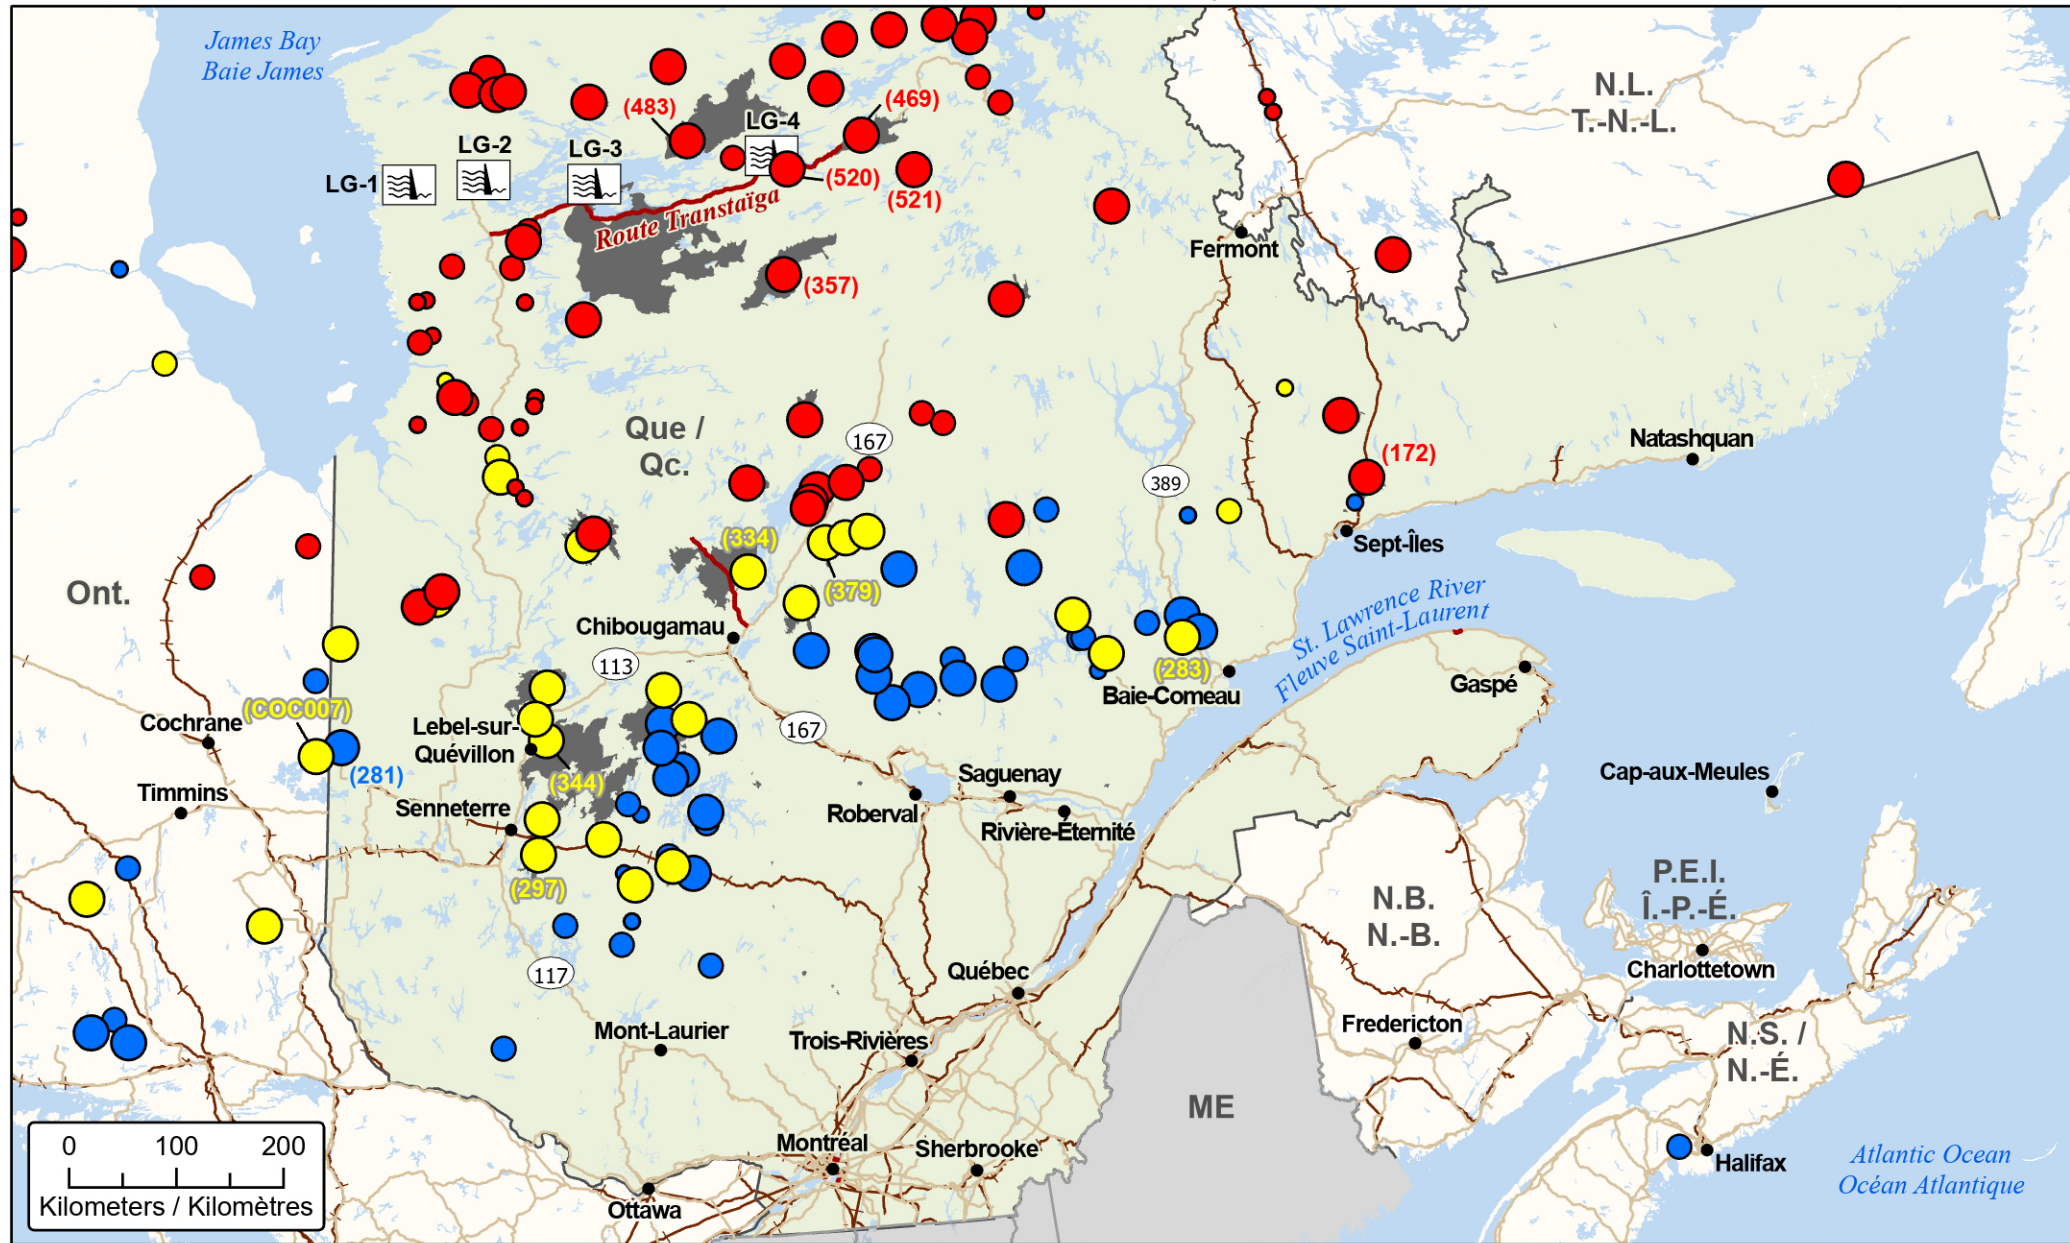 James Bay
Baie James
N.L.
T.-N.-L.
(483)
(469)
LG-4
LG-2
LG-3
LG-1
(520)
(521)
Route Transtaïga
Fermont
(357)
Que /
Qc.
167
Natashquan
(172)
389
(334)
Sept-Îles
Ont.
(379)
St. Lawrence River
Fleuve Saint-Laurent
Chibougamau
113
(283)
Baie-Comeau
Gaspé
(COC007)
Cochrane
Lebel-sur-
Quévillon
167
(281)
(344)
Saguenay
Cap-aux-Meules
Timmins
Senneterre
Roberval
Rivière-Éternité
(297)
P.E.I.
Î.-P.-É.
N.B.
N.-B.
117
Québec
Charlottetown
Mont-Laurier
Trois-Rivières
Fredericton
N.S. /
N.-É.
ME
0 100 200
Kilometers / Kilomètres
Montréal
Sherbrooke
Halifax
Atlantic Ocean
Océan Atlantique
Ottawa